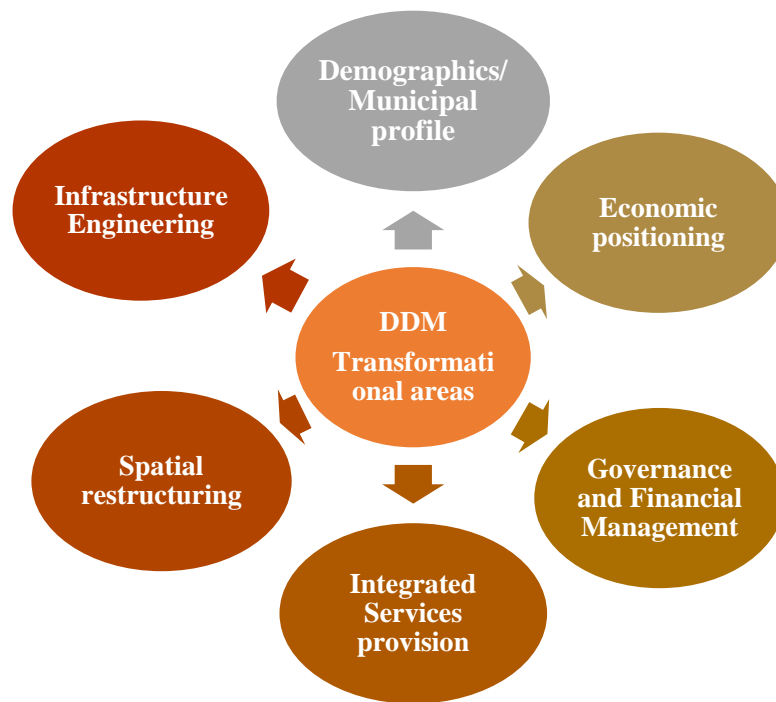 Demographics/
Municipal
profile
Infrastructure
Engineering
Economic
positioning
DDM
Transformati
onal areas
Spatial
restructuring
Governance
and Financial
Management
Integrated
Services
provision